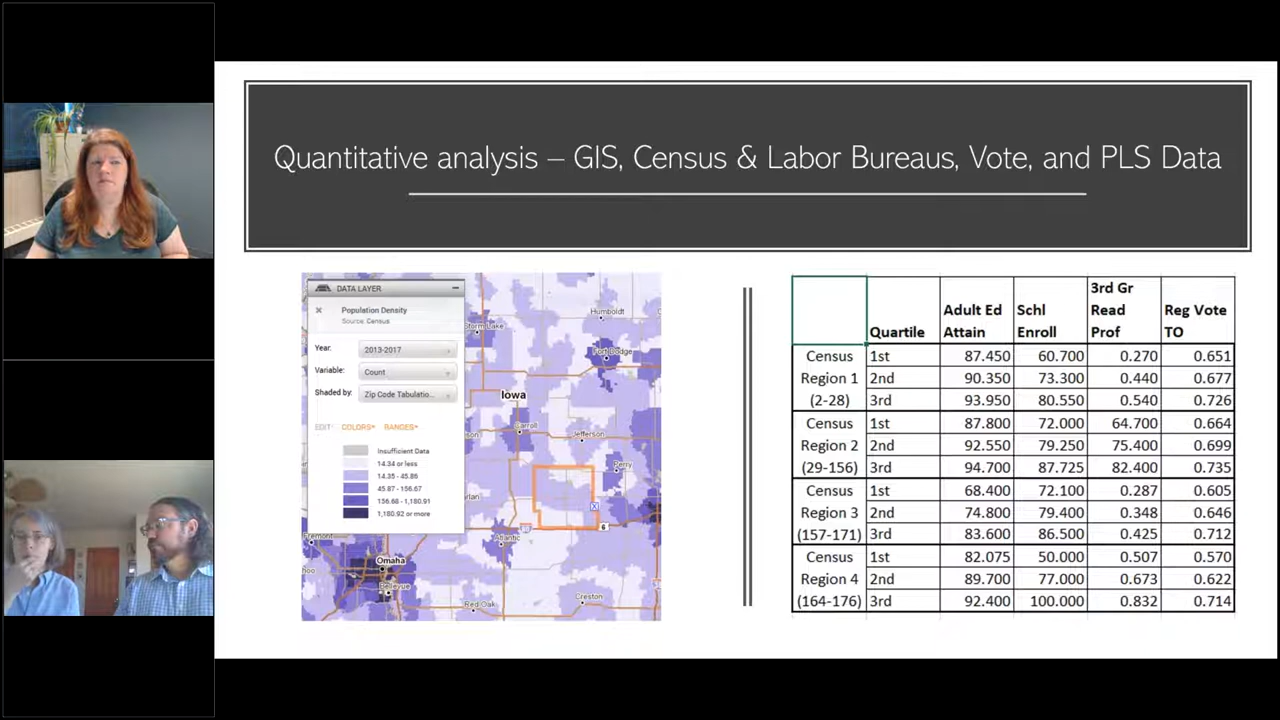 Quantitative analysis – GIS, Census & Labor Bureaus, Vote, and PLS Data
DATA LAYER
Population Density
Source: Census
Year: 2013-2017
Variable: Count
Shaded by: Zip Code Tabulatio...
EDIT: COLORS RANGES
Insufficient Data
14.34 or less
14.35 - 45.86
45.87 - 156.67
156.68 - 1,180.91
1,180.92 or more
Humboldt
Storm Lake
Fort Dodge
Iowa
Carroll
Jefferson
Perry
6
Atlantic
Fremont
Omaha
Bellevue
Red Oak
Creston
Quartile Adult Ed Attain Schl Enroll 3rd Gr Read Prof Reg Vote TO
Census 1st 87.450 60.700 0.270 0.651
Region 1 2nd 90.350 73.300 0.440 0.677
(2-28) 3rd 93.950 80.550 0.540 0.726
Census 1st 87.800 72.000 64.700 0.664
Region 2 2nd 92.550 79.250 75.400 0.699
(29-156) 3rd 94.700 87.725 82.400 0.735
Census 1st 68.400 72.100 0.287 0.605
Region 3 2nd 74.800 79.400 0.348 0.646
(157-171) 3rd 83.600 86.500 0.425 0.712
Census 1st 82.075 50.000 0.507 0.570
Region 4 2nd 89.700 77.000 0.673 0.622
(164-176) 3rd 92.400 100.000 0.832 0.714